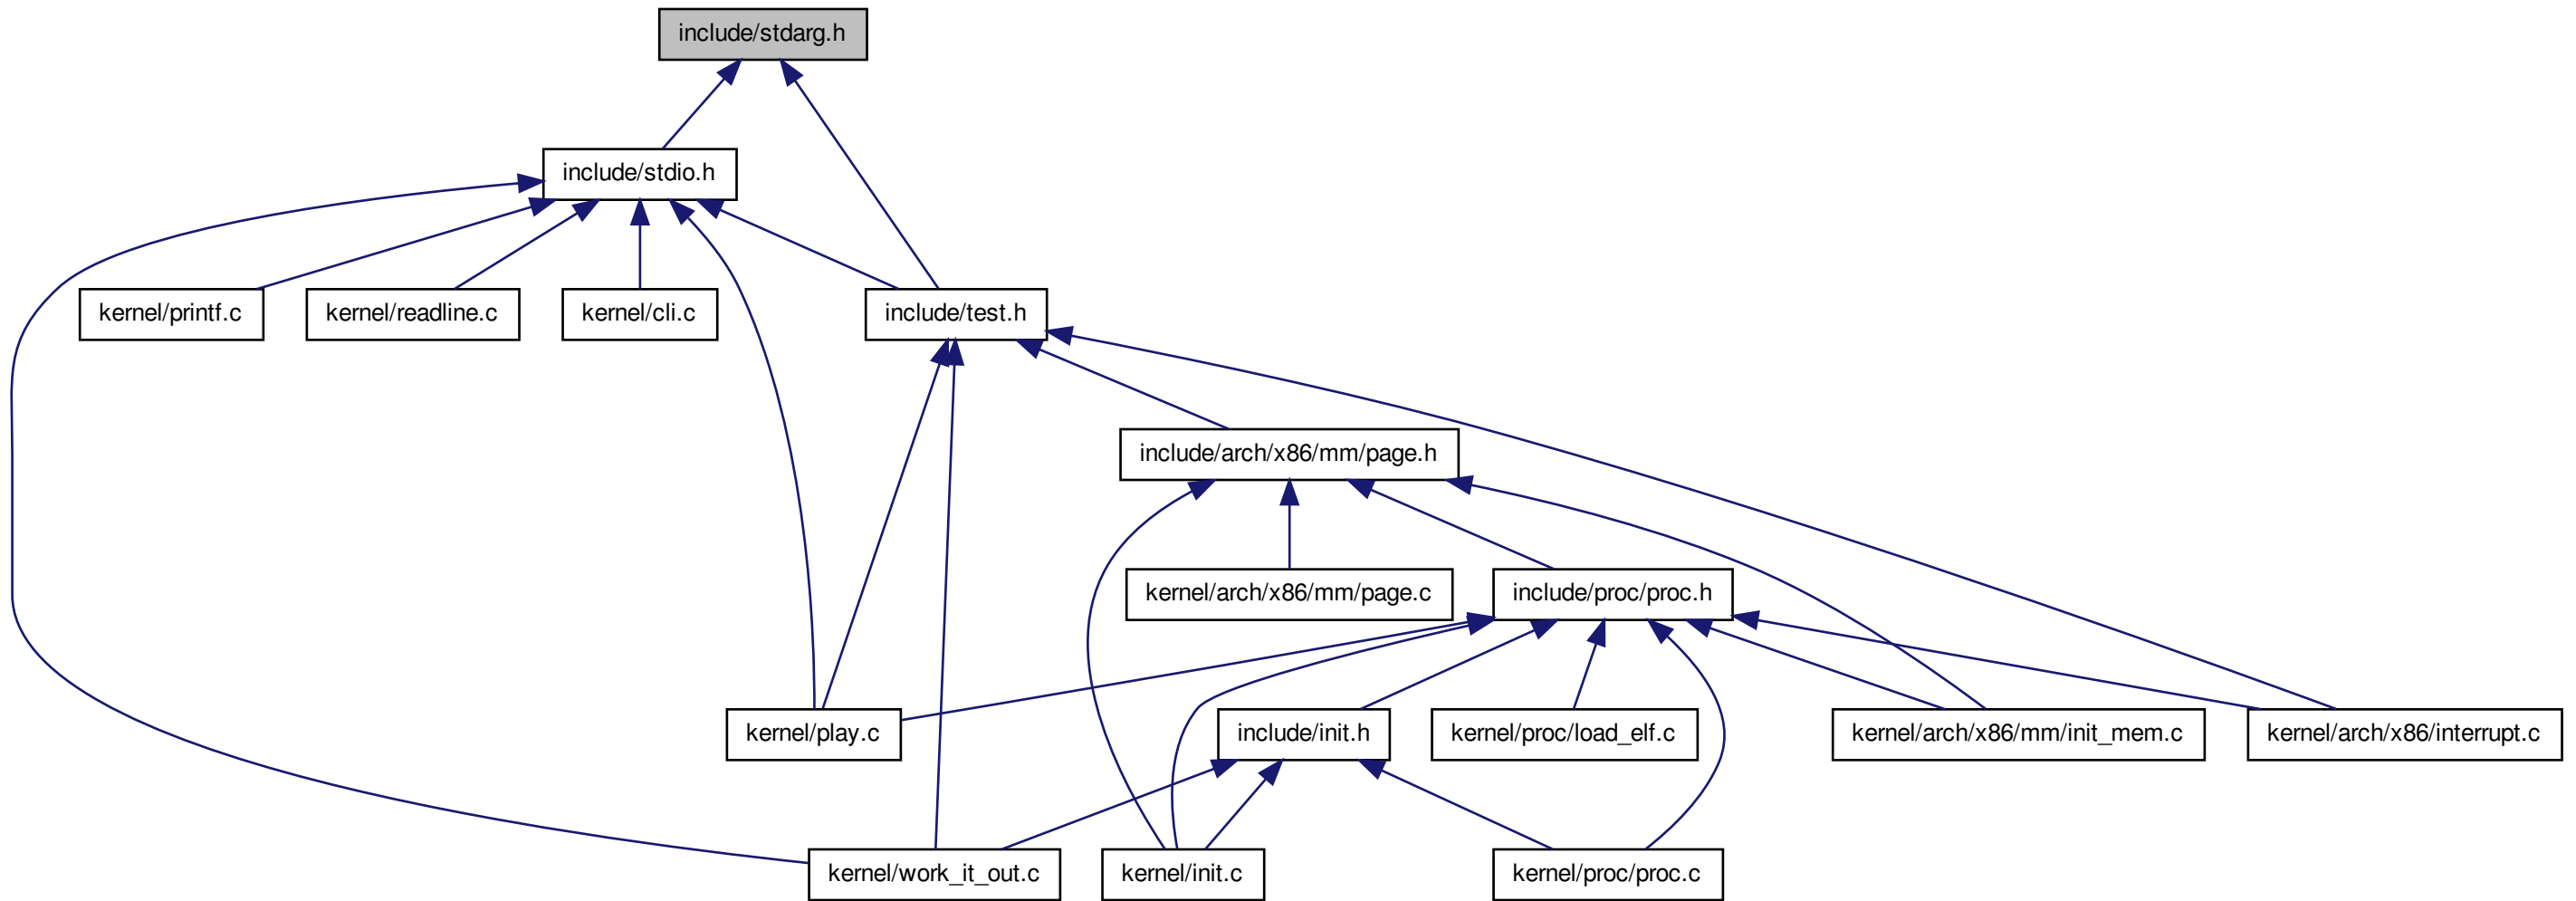 include/stdarg.h
include/stdio.h
kernel/printf.c
kernel/readline.c
kernel/cli.c
include/test.h
include/arch/x86/mm/page.h
kernel/arch/x86/mm/page.c
include/proc/proc.h
kernel/play.c
include/init.h
kernel/proc/load_elf.c
kernel/arch/x86/mm/init_mem.c
kernel/arch/x86/interrupt.c
kernel/work_it_out.c
kernel/init.c
kernel/proc/proc.c